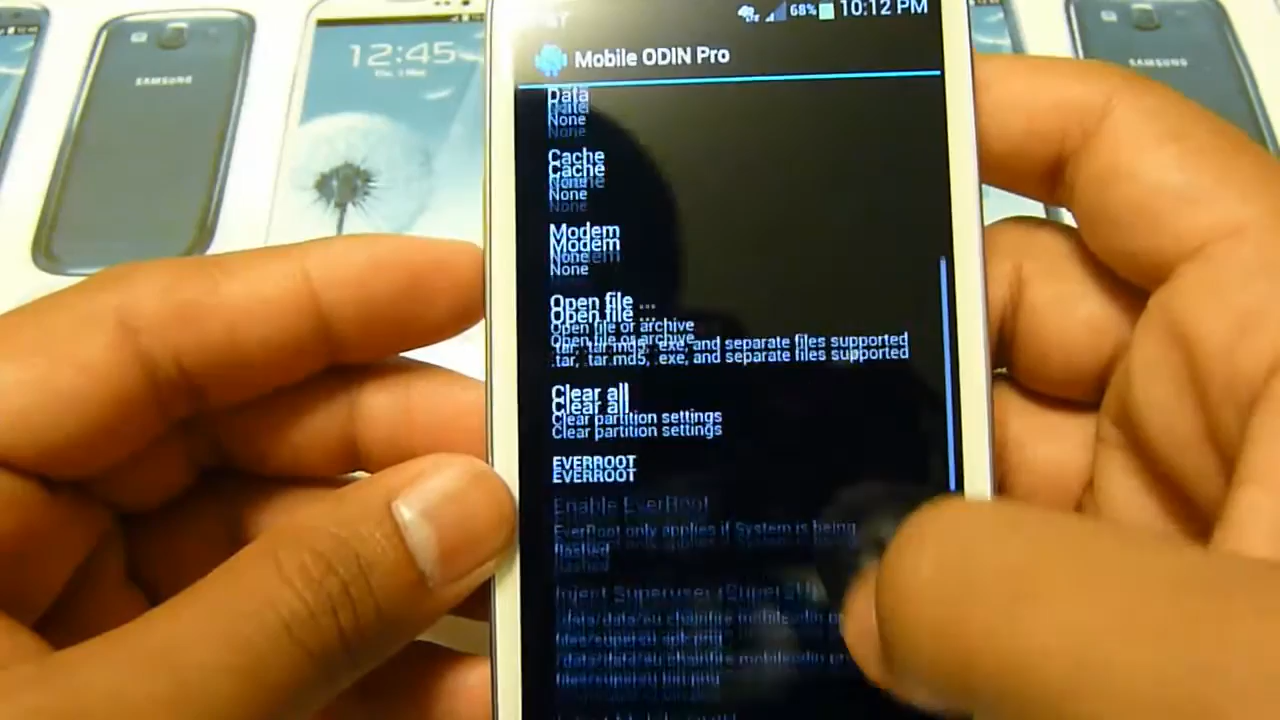 SAMSUNG
12:45
68%
10:12 PM
SAMSUNG
Mobile ODIN Pro
Data
None
Cache
None
Modem
None
Open file ...
Open file or archive
.tar, .tar.md5, .exe, and separate files supported
Clear all
Clear partition settings
EVERROOT
Enable EverRoot
EverRoot only applies if System is being
flashed
Inject Superuser